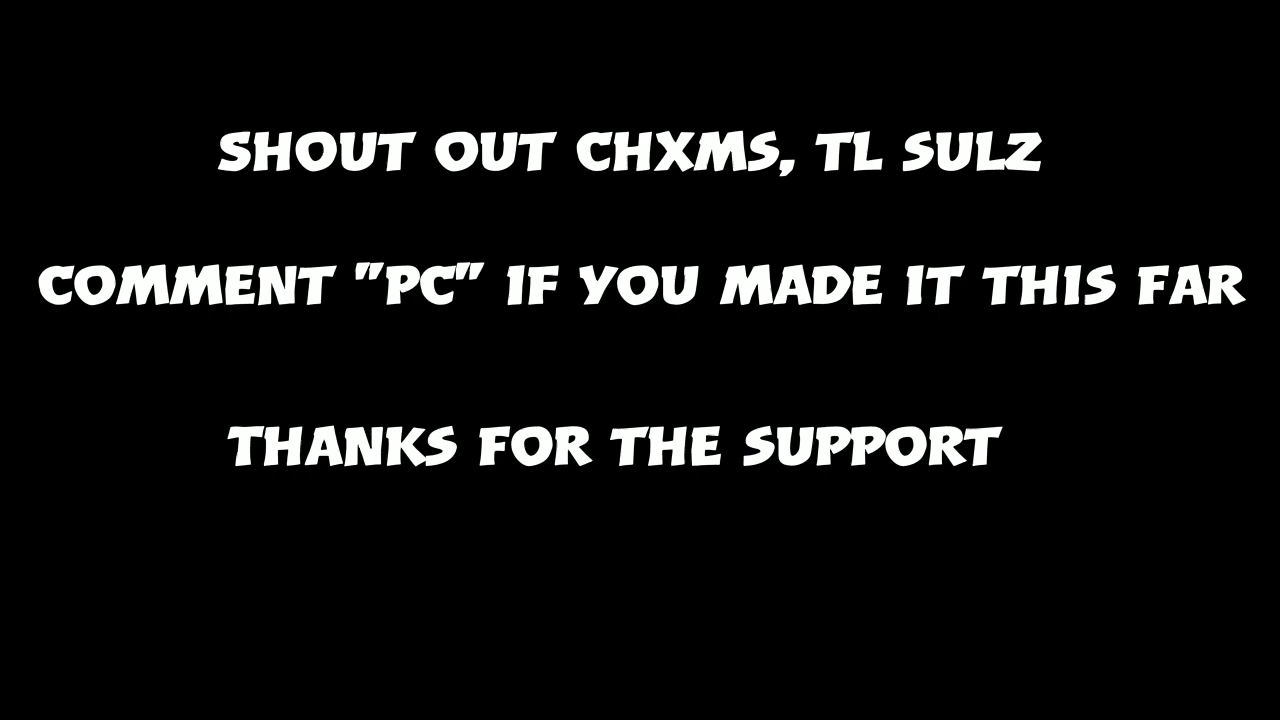 SHOUT OUT CHXMS, TL SULZ
COMMENT "PC" IF YOU MADE IT THIS FAR
THANKS FOR THE SUPPORT